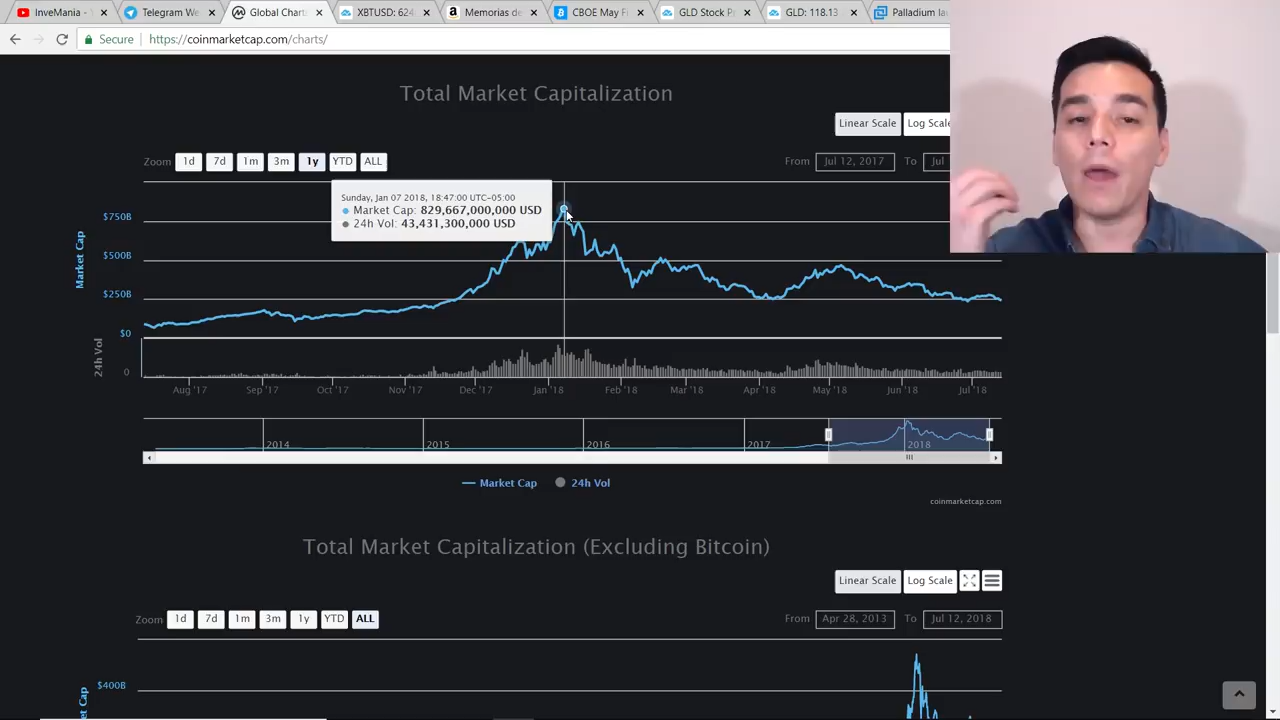 InveMania -
Telegram We
Global Chart
XBTUSD: 624
Memorias de
CBOE May F
GLD Stock P
GLD: 118.13
Palladium la
Secure
https://coinmarketcap.com/charts/
Total Market Capitalization
Linear Scale
Log Scale
Zoom 1d 7d 1m 3m 1y YTD ALL
From Jul 12, 2017 To Jul
Sunday, Jan 07 2018, 18:47:00 UTC-05:00
Market Cap: 829,667,000,000 USD
24h Vol: 43,431,300,000 USD
Market Cap
$750B
$500B
$250B
$0
24h Vol
0
Aug '17 Sep '17 Oct '17 Nov '17 Dec '17 Jan '18 Feb '18 Mar '18 Apr '18 May '18 Jun '18 Jul '18
2014 2015 2016 2017 2018
Market Cap 24h Vol
coinmarketcap.com
Total Market Capitalization (Excluding Bitcoin)
Linear Scale Log Scale
Zoom 1d 7d 1m 3m 1y YTD ALL
From Apr 28, 2013 To Jul 12, 2018
$400B
et Cap